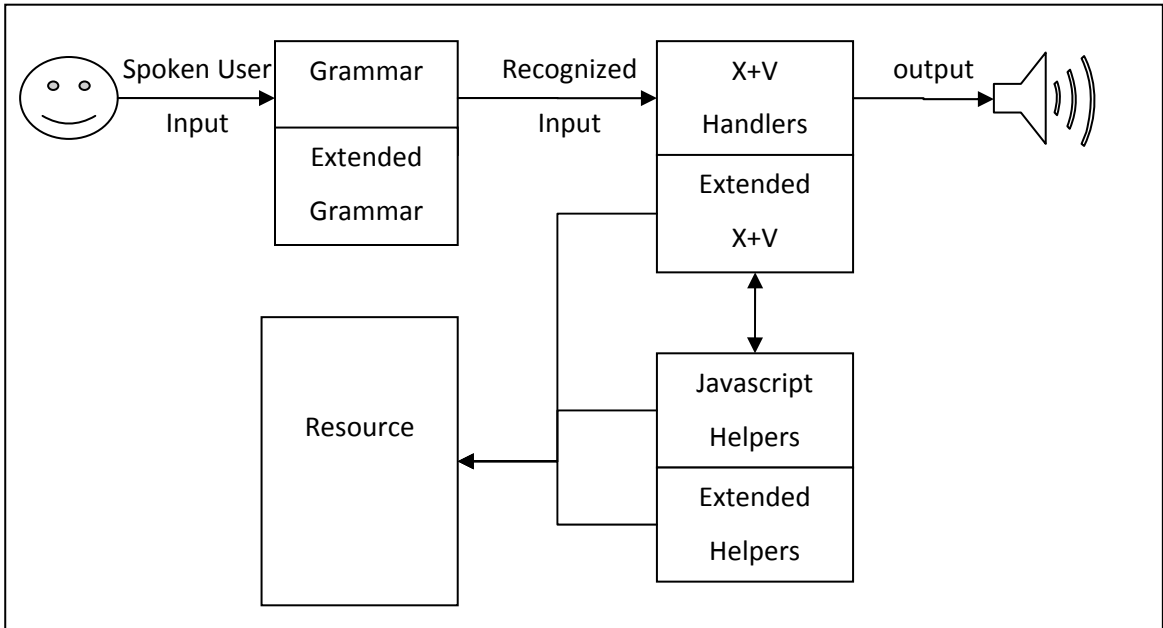 Spoken User
Input
Grammar
Extended
Grammar
Recognized
Input
X+V
Handlers
Extended
X+V
output
Resource
Javascript
Helpers
Extended
Helpers